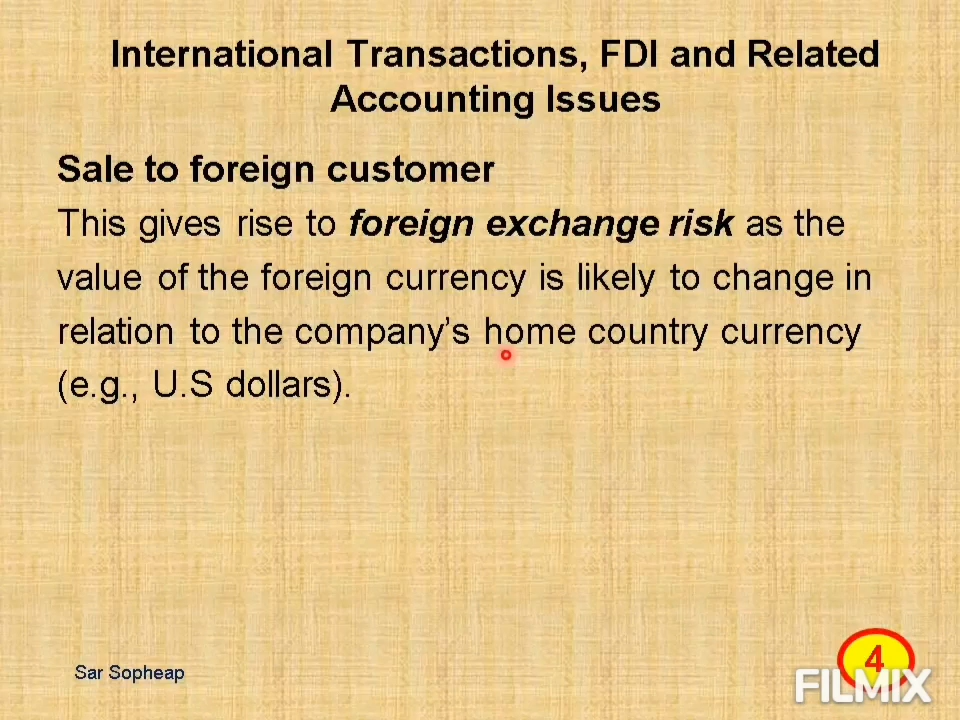 International Transactions, FDI and Related
Accounting Issues
Sale to foreign customer
This gives rise to foreign exchange risk as the
value of the foreign currency is likely to change in
relation to the company’s home country currency
(e.g., U.S dollars).
Sar Sopheap
4
FILMIX